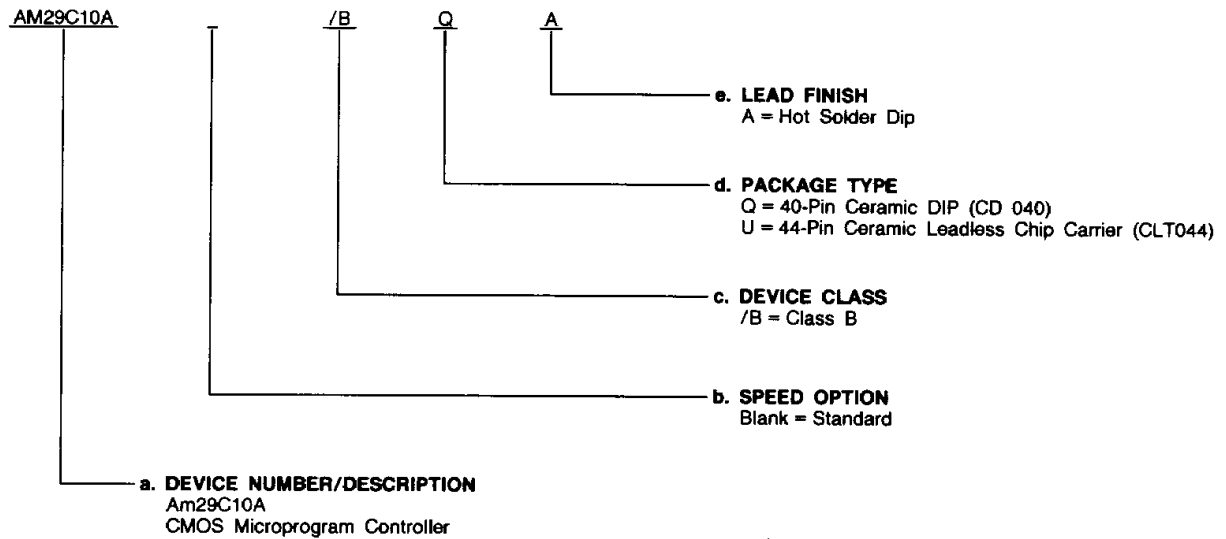 AM29C10A - /B Q A
e. LEAD FINISH
A = Hot Solder Dip
d. PACKAGE TYPE
Q = 40-Pin Ceramic DIP (CD 040)
U = 44-Pin Ceramic Leadless Chip Carrier (CLT044)
c. DEVICE CLASS
/B = Class B
b. SPEED OPTION
Blank = Standard
a. DEVICE NUMBER/DESCRIPTION
Am29C10A
CMOS Microprogram Controller